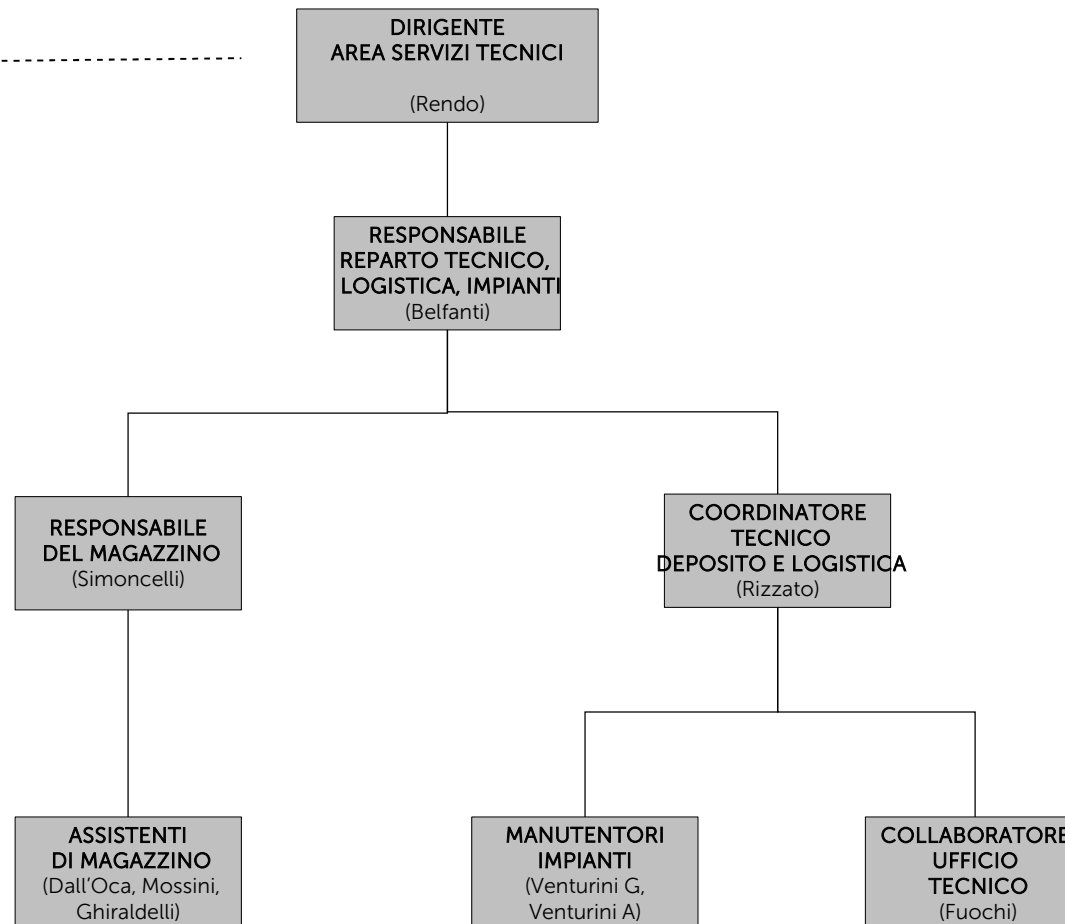 DIRIGENTE
AREA SERVIZI TECNICI
(Rendo)
RESPONSABILE
REPARTO TECNICO,
LOGISTICA, IMPIANTI
(Belfanti)
RESPONSABILE
DEL MAGAZZINO
(Simoncelli)
COORDINATORE
TECNICO
DEPOSITO E LOGISTICA
(Rizzato)
ASSISTENTI
DI MAGAZZINO
(Dall'Oca, Mossini,
Ghiraldelli)
MANUTENTORI
IMPIANTI
(Venturini G,
Venturini A)
COLLABORATORE
UFFICIO
TECNICO
(Fuochi)